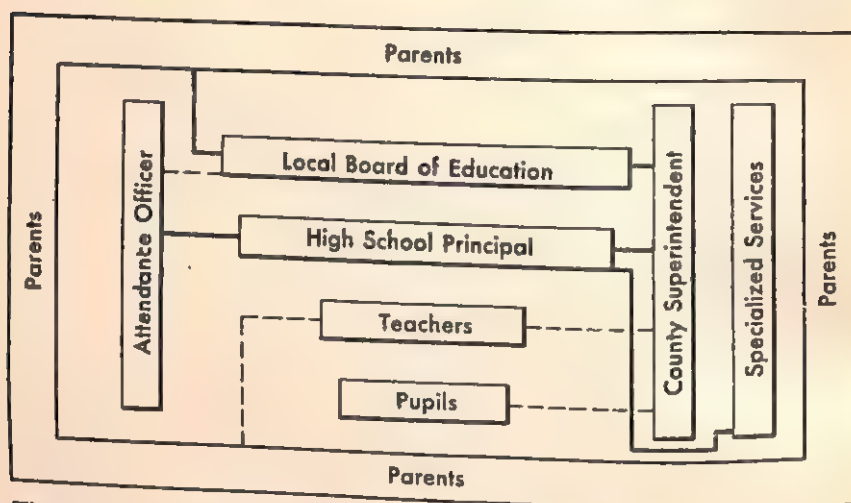 Parents
Parents
Attendance Officer
Local Board of Education
High School Principal
Teachers
Pupils
County Superintendent
Specialized Services
Parents
Parents